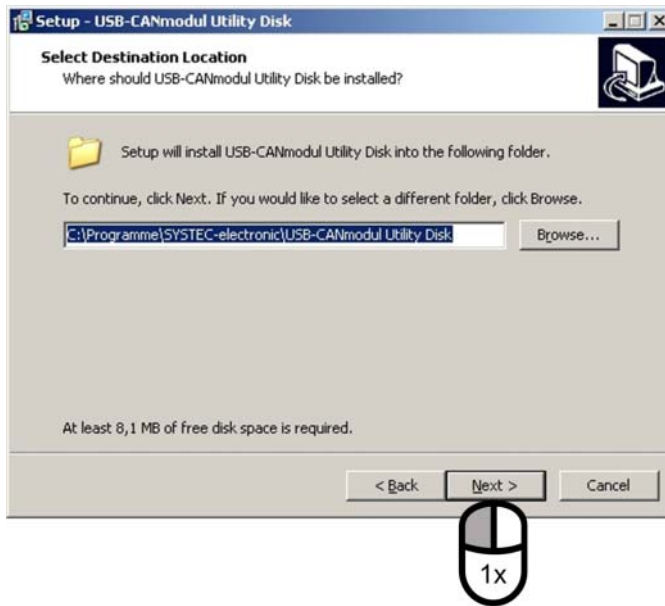 Setup - USB-CANmodul Utility Disk
Select Destination Location
Where should USB-CANmodul Utility Disk be installed?
Setup will install USB-CANmodul Utility Disk into the following folder.
To continue, click Next. If you would like to select a different folder, click Browse.
C:\Programme\SYSTEC-electronic\USB-CANmodul Utility Disk
Browse...
At least 8,1 MB of free disk space is required.
< Back Next > Cancel
1x